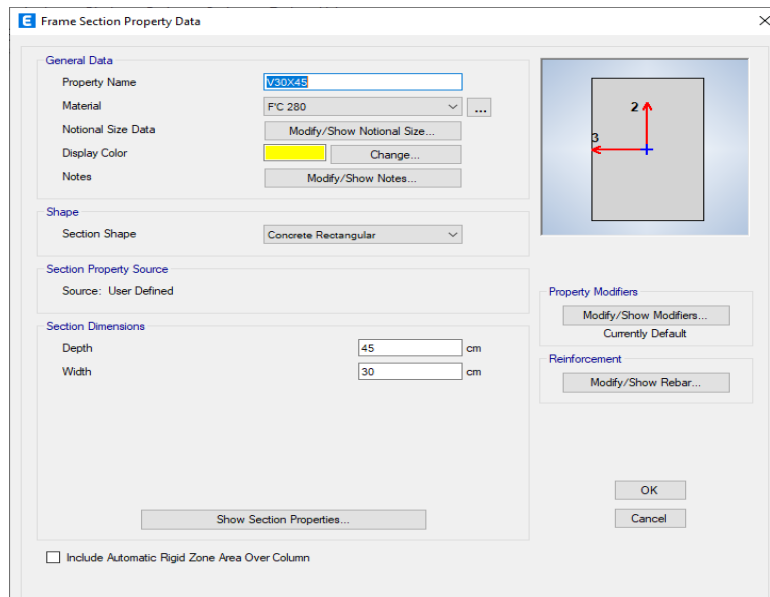 E Frame Section Property Data
General Data
Property Name V30X45
Material F'C 280 ...
Notional Size Data Modify/Show Notional Size...
Display Color Change...
Notes Modify/Show Notes...
Shape
Section Shape Concrete Rectangular
Section Property Source
Source: User Defined
Section Dimensions
Depth 45 cm
Width 30 cm
Show Section Properties...
Include Automatic Rigid Zone Area Over Column
2
3
Property Modifiers
Modify/Show Modifiers...
Currently Default
Reinforcement
Modify/Show Rebar...
OK
Cancel